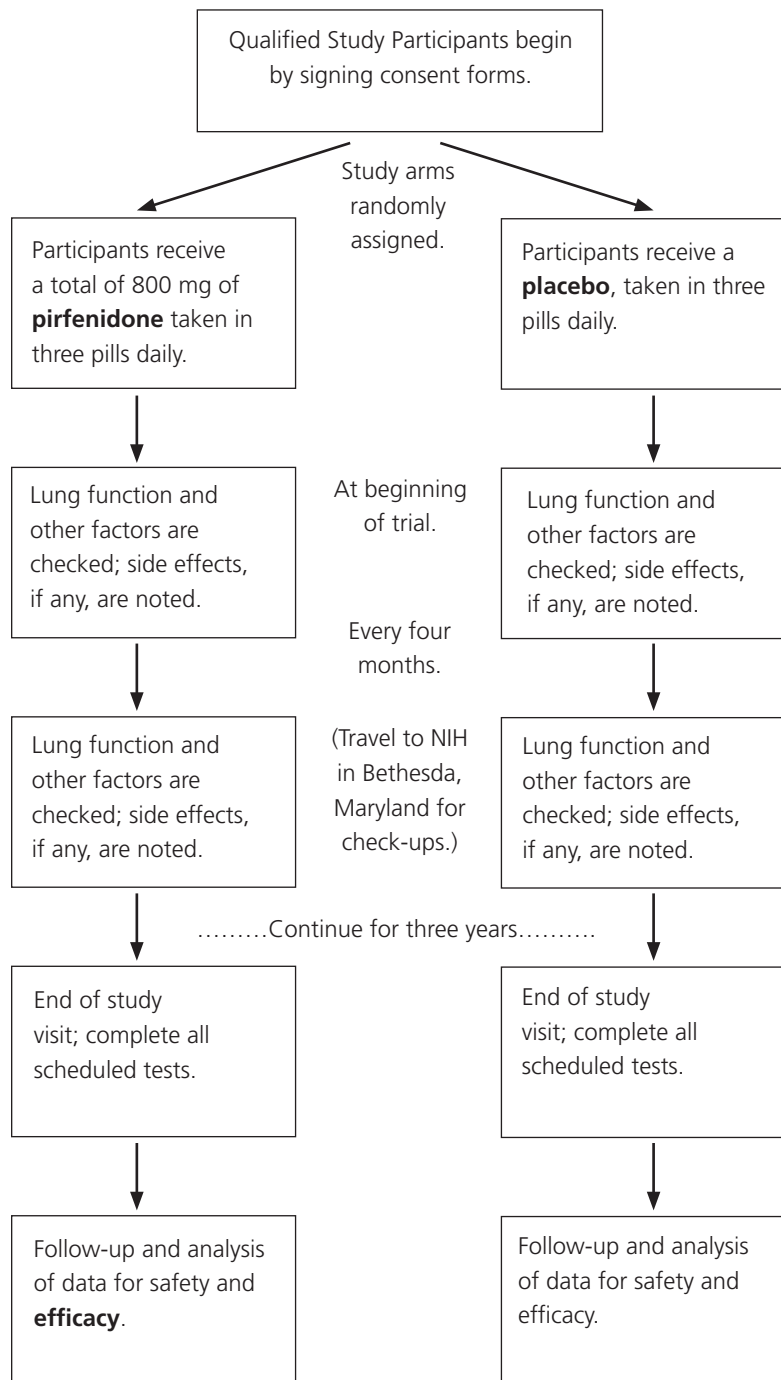 Qualified Study Participants begin
by signing consent forms.
Study arms
randomly
assigned.
Participants receive
a total of 800 mg of
pirfenidone taken in
three pills daily.
Participants receive a
placebo, taken in three
pills daily.
Lung function and
other factors are
checked; side effects,
if any, are noted.
At beginning
of trial.
Lung function and
other factors are
checked; side effects,
if any, are noted.
Every four
months.
Lung function and
other factors are
checked; side effects,
if any, are noted.
(Travel to NIH
in Bethesda,
Maryland for
check-ups.)
Lung function and
other factors are
checked; side effects,
if any, are noted.
.........Continue for three years..........
End of study
visit; complete all
scheduled tests.
End of study
visit; complete all
scheduled tests.
Follow-up and analysis
of data for safety and
efficacy.
Follow-up and analysis
of data for safety and
efficacy.